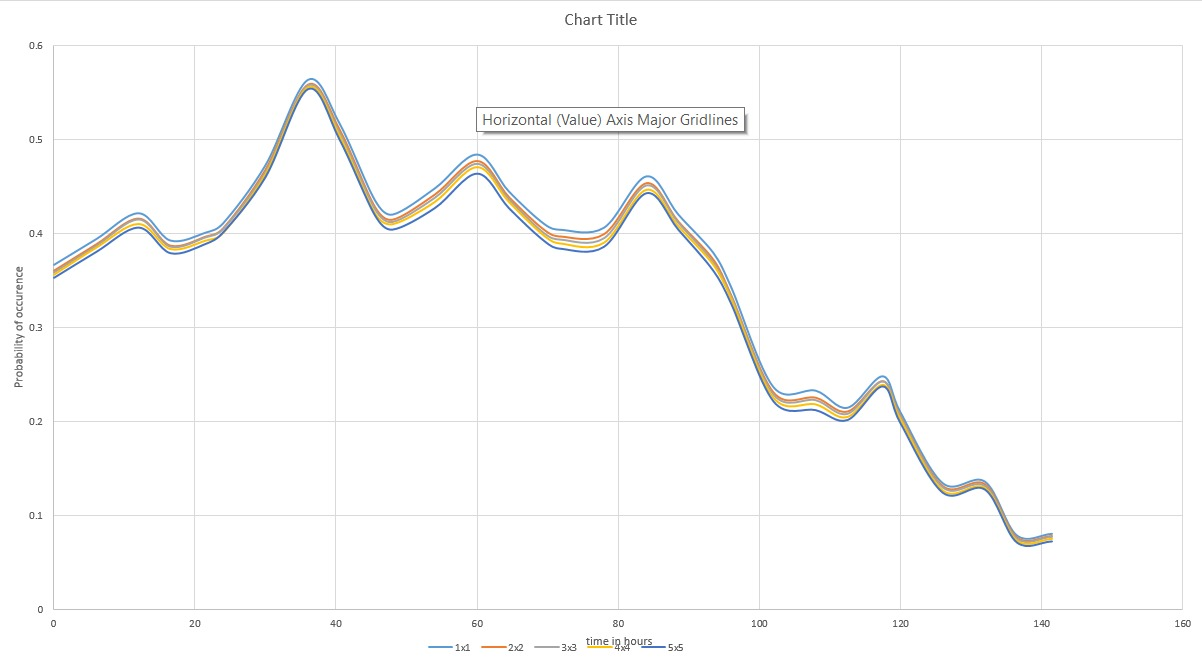 Chart Title
0.6
Horizontal (Value) Axis Major Gridlines
0.5
0.4
0.3
Probability of occurence
0.2
0.1
0
0 20 40 60 80 100 120 140 160
time in hours
1x1 2x2 3x3 4x4 5x5